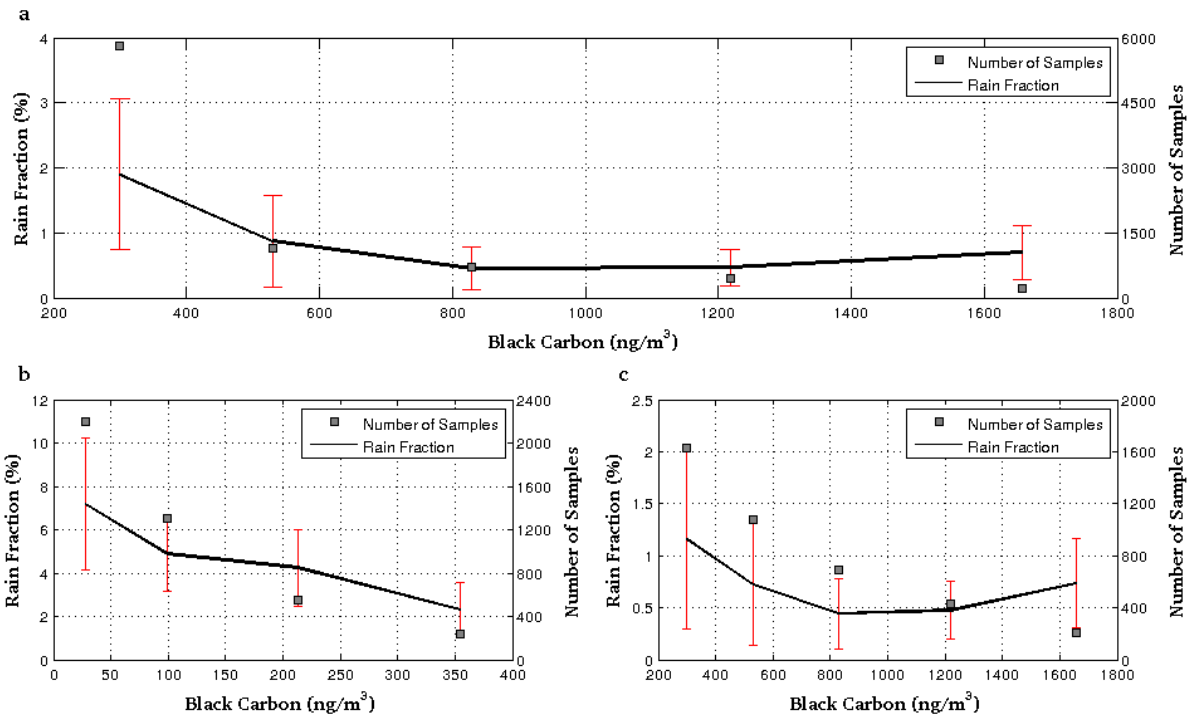 a
4
3
2
1
0
6000
4500
3000
1500
0
Rain Fraction (%)
Number of Samples
Number of Samples
Rain Fraction
200 400 600 800 1000 1200 1400 1600 1800
Black Carbon (ng/m³)
b
12
10
8
6
4
2
0
2400
2000
1600
1200
800
400
0
Rain Fraction (%)
Number of Samples
Number of Samples
Rain Fraction
0 50 100 150 200 250 300 350 400
Black Carbon (ng/m³)
c
2.5
2
1.5
1
0.5
0
2000
1600
1200
800
400
0
Rain Fraction (%)
Number of Samples
Number of Samples
Rain Fraction
200 400 600 800 1000 1200 1400 1600 1800
Black Carbon (ng/m³)